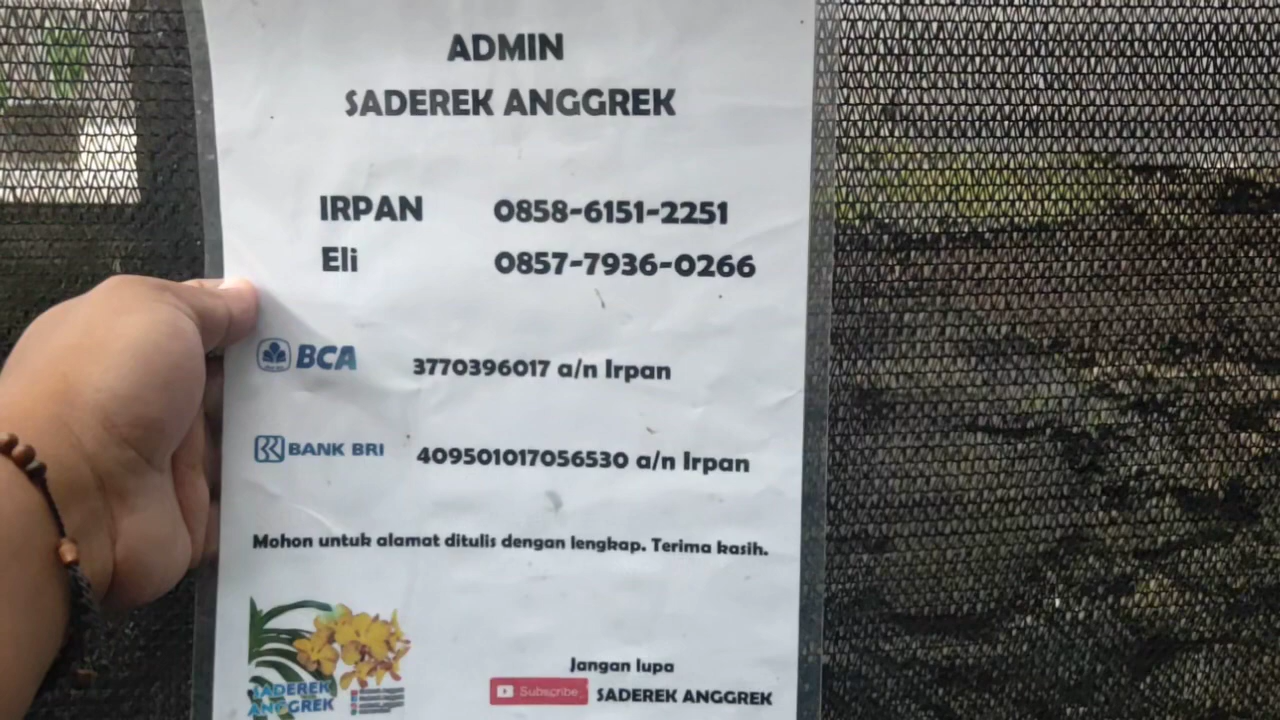 ADMIN
SADEREK ANGGREK
IRPAN 0858-6151-2251
Eli 0857-7936-0266
BCA 3770396017 a/n Irpan
BANK BRI 409501017056530 a/n Irpan
Mohon untuk alamat ditulis dengan lengkap. Terima kasih.
SADEREK
ANGGREK
Jangan lupa
Subscribe SADEREK ANGGREK